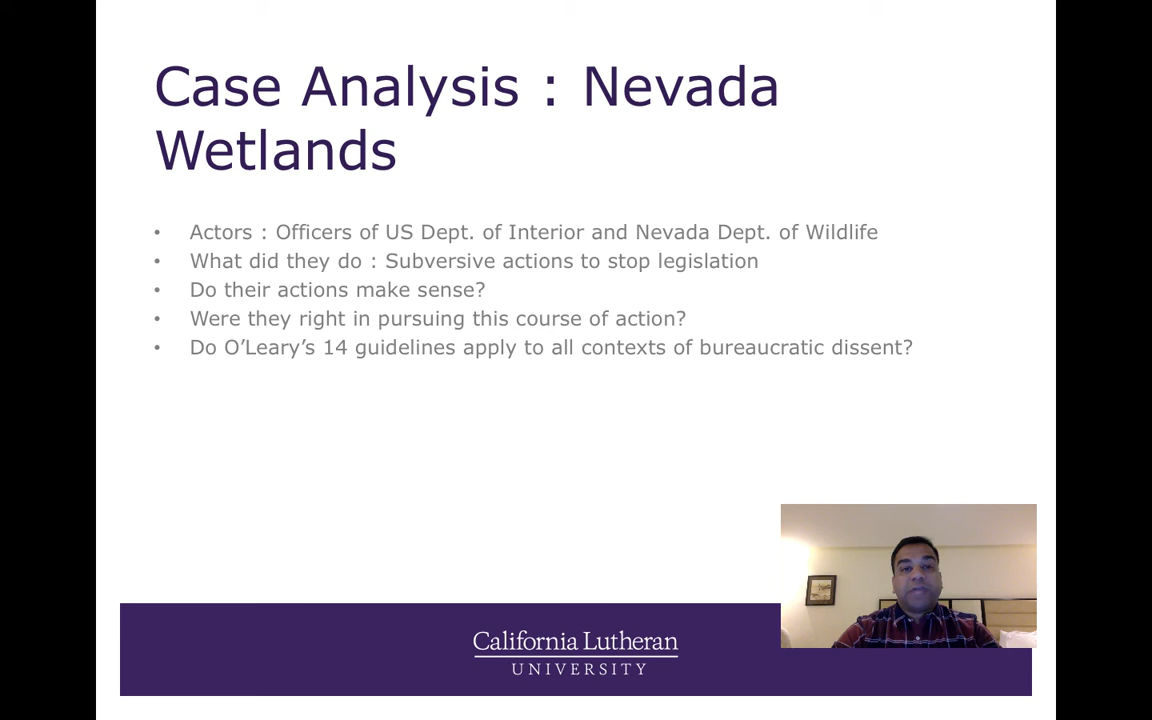 Case Analysis : Nevada
Wetlands
• Actors : Officers of US Dept. of Interior and Nevada Dept. of Wildlife
• What did they do : Subversive actions to stop legislation
• Do their actions make sense?
• Were they right in pursuing this course of action?
• Do O’Leary’s 14 guidelines apply to all contexts of bureaucratic dissent?
California Lutheran
UNIVERSITY